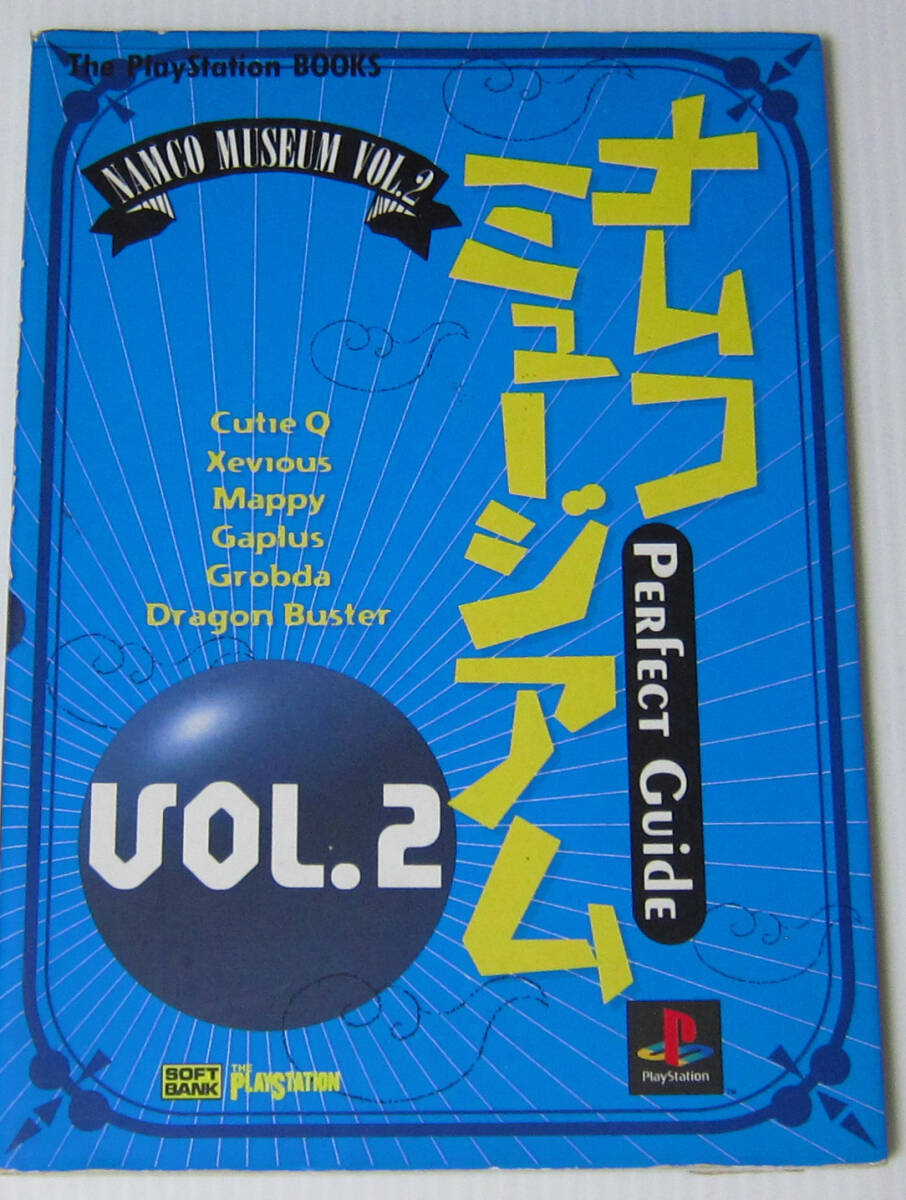 The PlayStation BOOKS
NAMCO MUSEUM VOL.2
ナムコ
ミュージアム
PERFECT GUIDE
Cutie Q
Xevious
Mappy
Gaplus
Grobda
Dragon Buster
VOL.2
SOFT
BANK
THE
PLAYSTATION
PlayStation
TM